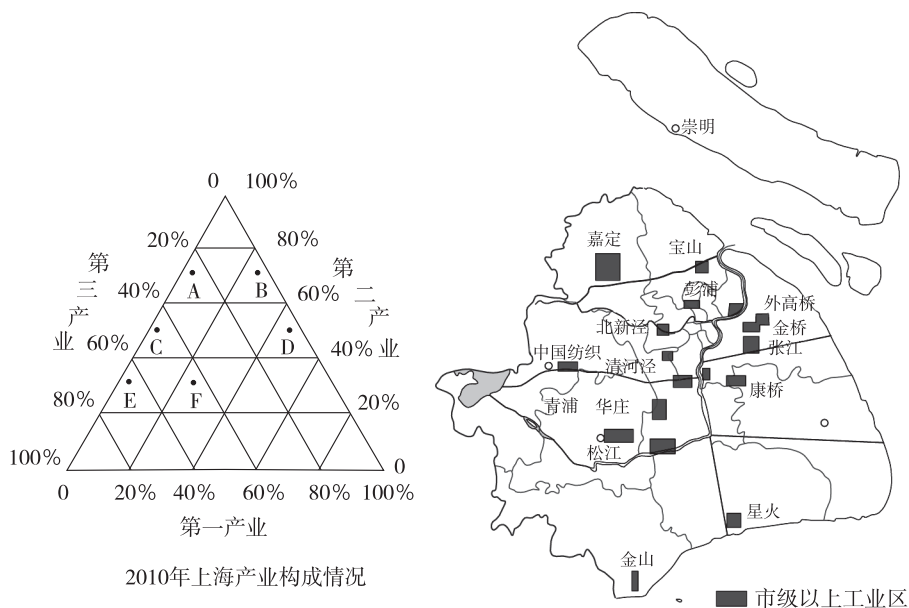 0 100%
20% 80%
第三产业
A B
第二产业
40% 60%
C D
60% 40%
E F
80% 20%
100% 0
0 20% 40% 60% 80% 100%
第一产业
2010年上海产业构成情况
崇明
嘉定
宝山
彭浦
外高桥
北新泾
金桥
张江
中国纺织
清河泾
康桥
青浦
华庄
松江
星火
金山
市级以上工业区